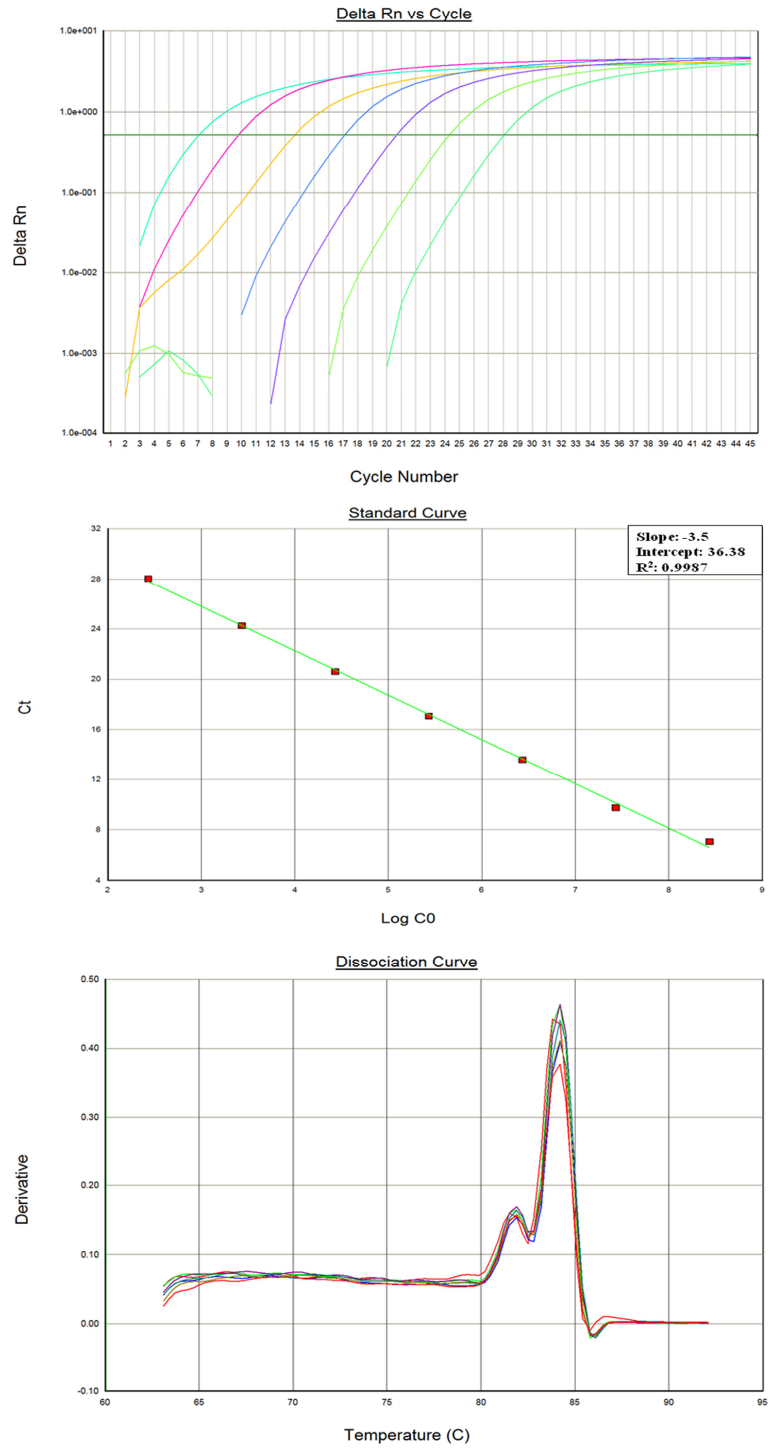 Delta Rn vs Cycle
1.0e+001
1.0e+000
1.0e-001
1.0e-002
1.0e-003
1.0e-004
Delta Rn
1 2 3 4 5 6 7 8 9 10 11 12 13 14 15 16 17 18 19 20 21 22 23 24 25 26 27 28 29 30 31 32 33 34 35 36 37 38 39 40 41 42 43 44 45
Cycle Number
Standard Curve
Slope: -3.5
Intercept: 36.38
R²: 0.9987
32
28
24
20
16
12
8
4
Ct
2 3 4 5 6 7 8 9
Log C0
Dissociation Curve
0.50
0.40
0.30
0.20
0.10
0.00
-0.10
Derivative
60 65 70 75 80 85 90 95
Temperature (C)